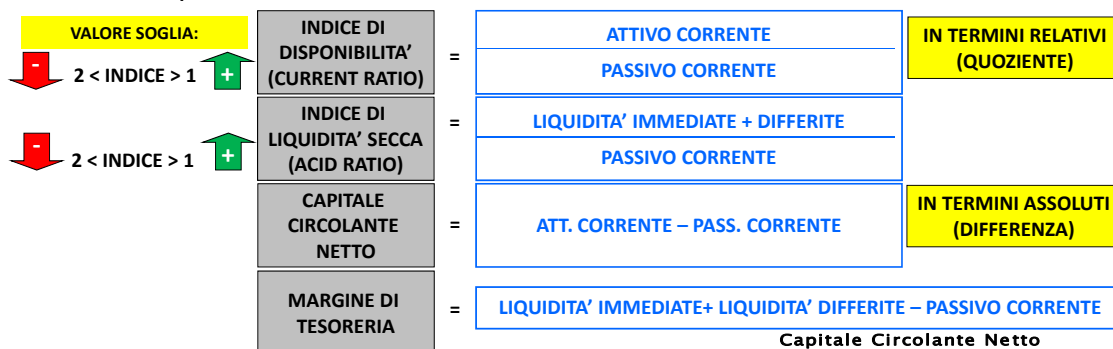 VALORE SOGLIA:
- 2 < INDICE > 1 +
INDICE DI
DISPONIBILITA’
(CURRENT RATIO)
=
ATTIVO CORRENTE
PASSIVO CORRENTE
IN TERMINI RELATIVI
(QUOZIENTE)
- 2 < INDICE > 1 +
INDICE DI
LIQUIDITA’ SECCA
(ACID RATIO)
=
LIQUIDITA’ IMMEDIATE + DIFFERITE
PASSIVO CORRENTE
CAPITALE
CIRCOLANTE
NETTO
=
ATT. CORRENTE – PASS. CORRENTE
IN TERMINI ASSOLUTI
(DIFFERENZA)
MARGINE DI
TESORERIA
=
LIQUIDITA’ IMMEDIATE+ LIQUIDITA’ DIFFERITE – PASSIVO CORRENTE
Capitale Circolante Netto